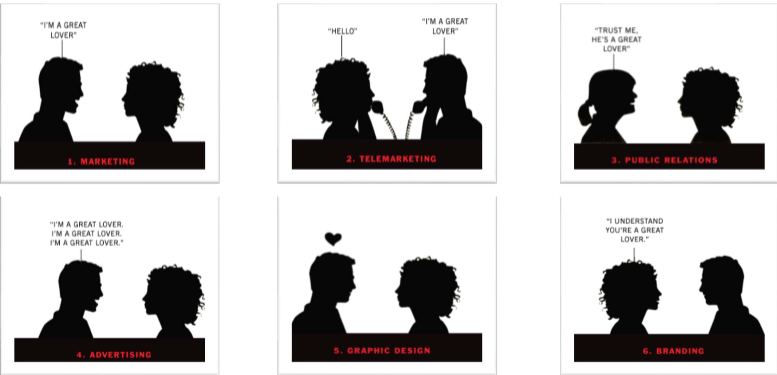 "I'M A GREAT
LOVER"
1. MARKETING
"HELLO"
"I'M A GREAT
LOVER"
2. TELEMARKETING
"TRUST ME,
HE'S A GREAT
LOVER"
3. PUBLIC RELATIONS
"I'M A GREAT LOVER.
I'M A GREAT LOVER.
I'M A GREAT LOVER."
4. ADVERTISING
5. GRAPHIC DESIGN
"I UNDERSTAND
YOU'RE A GREAT
LOVER."
6. BRANDING